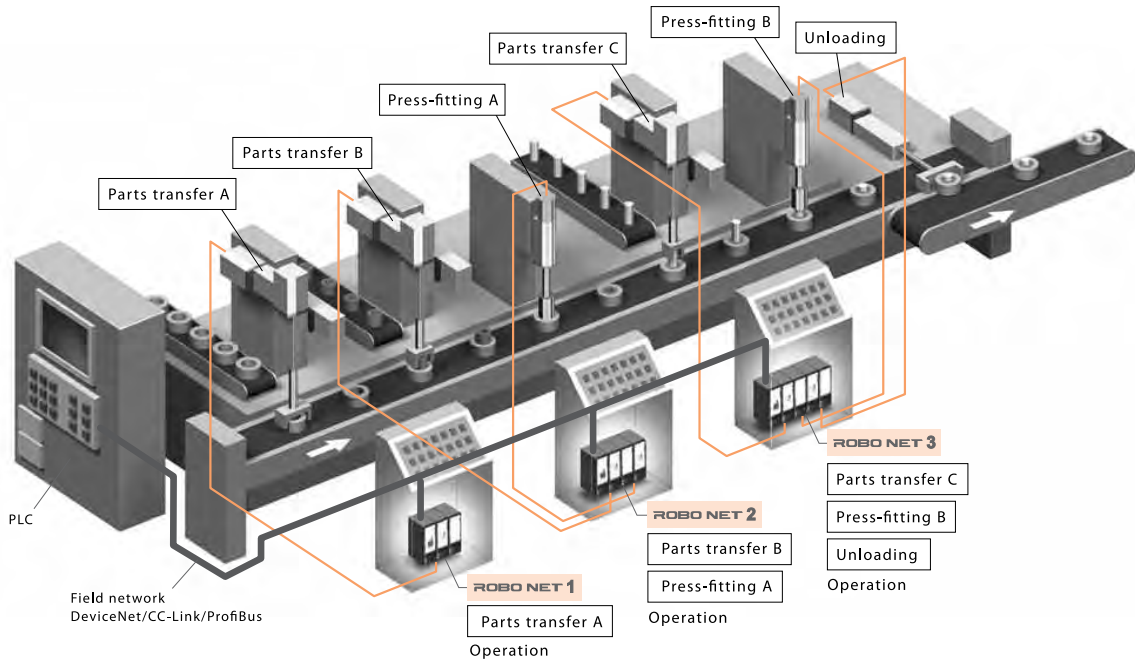 Press-fitting B
Unloading
Parts transfer C
Press-fitting A
Parts transfer B
Parts transfer A
PLC
Field network
DeviceNet/CC-Link/ProfiBus
ROBO NET 1
Parts transfer A
Operation
ROBO NET 2
Parts transfer B
Press-fitting A
Operation
ROBO NET 3
Parts transfer C
Press-fitting B
Unloading
Operation